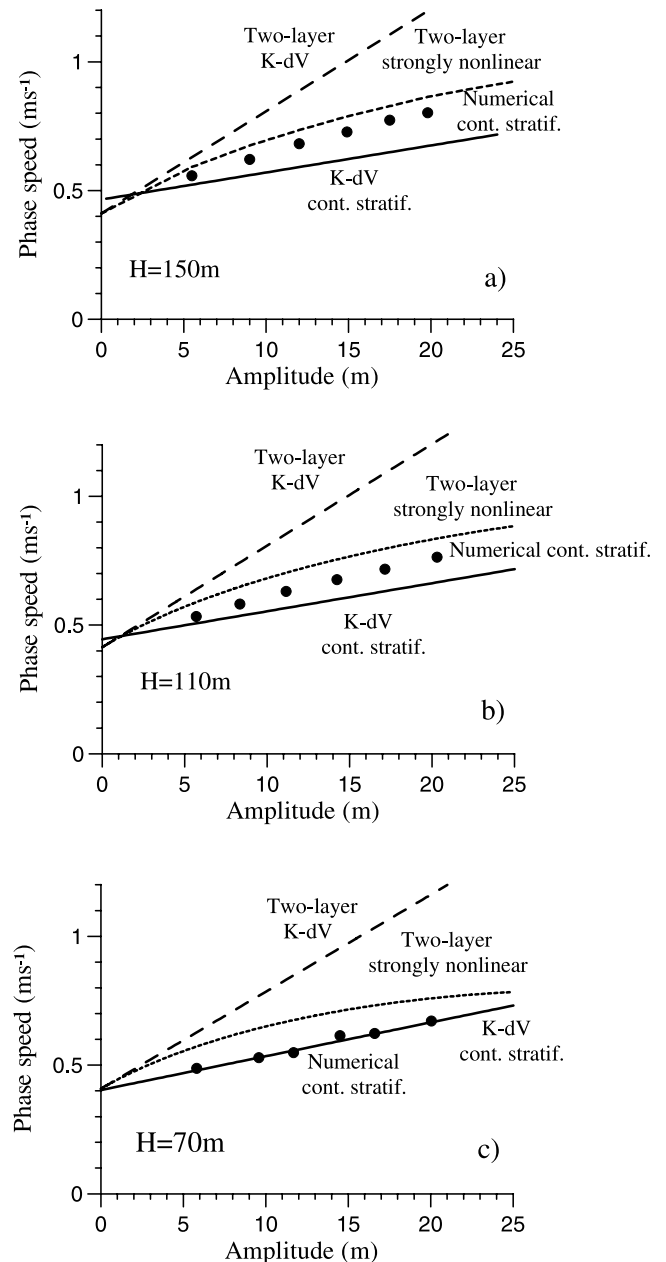 Two-layer
K-dV
Two-layer
strongly nonlinear
Numerical
cont. stratif.
K-dV
cont. stratif.
Phase speed (ms⁻¹)
1
0.5
0
H=150m
a)
0 5 10 15 20 25
Amplitude (m)
Two-layer
K-dV
Two-layer
strongly nonlinear
Numerical cont. stratif.
K-dV
cont. stratif.
Phase speed (ms⁻¹)
1
0.5
0
H=110m
b)
0 5 10 15 20 25
Amplitude (m)
Two-layer
K-dV
Two-layer
strongly nonlinear
K-dV
cont. stratif.
Numerical
cont. stratif.
Phase speed (ms⁻¹)
1
0.5
0
H=70m
c)
0 5 10 15 20 25
Amplitude (m)